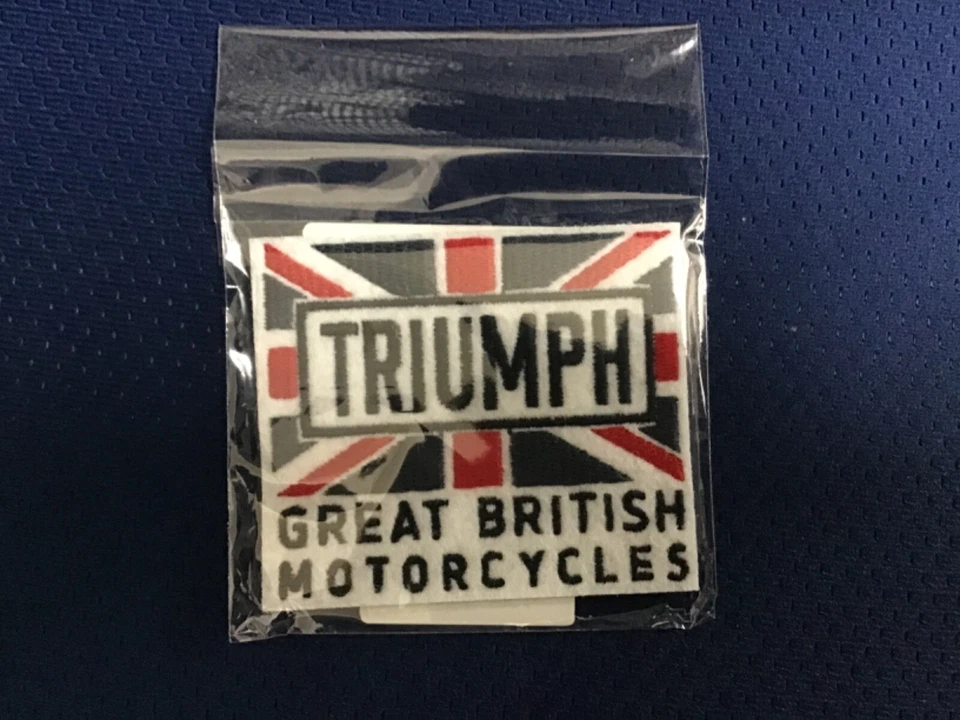 TRIUMPH
GREAT BRITISH
MOTORCYCLES